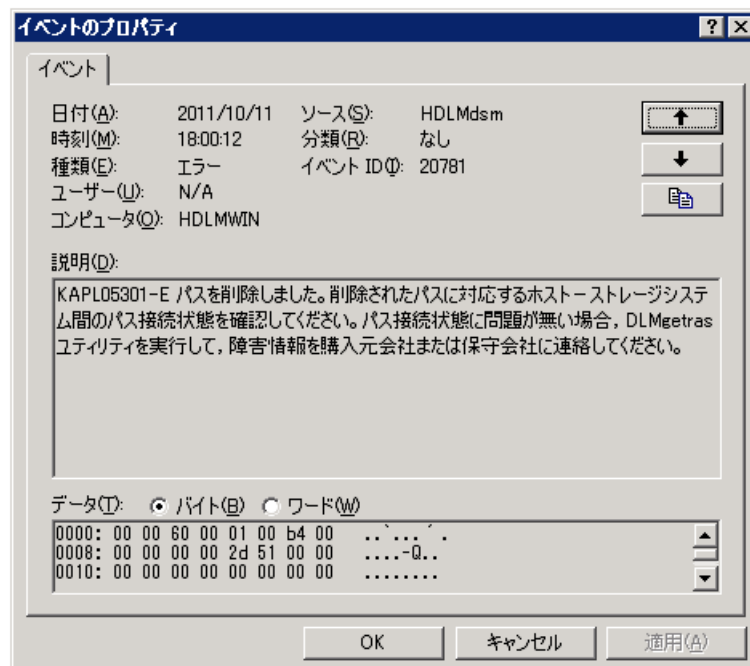 イベントのプロパティ
イベント
日付(A): 2011/10/11 ソース(S): HDLMdsm
時刻(M): 18:00:12 分類(R): なし
種類(E): エラー イベント ID(I): 20781
ユーザー(U): N/A
コンピュータ(O): HDLMWIN
説明(D):
KAPL05301-E パスを削除しました。削除されたパスに対応するホスト－ストレージシステ
ム間のパス接続状態を確認してください。パス接続状態に問題が無い場合，DLMgetras
ユティリティを実行して，障害情報を購入元会社または保守会社に連絡してください。
データ(T): バイト(B) ワード(W)
0000: 00 00 60 00 01 00 b4 00 ..`...´.
0008: 00 00 00 00 2d 51 00 00 ....-Q..
0010: 00 00 00 00 00 00 00 00 ........
OK キャンセル 適用(A)